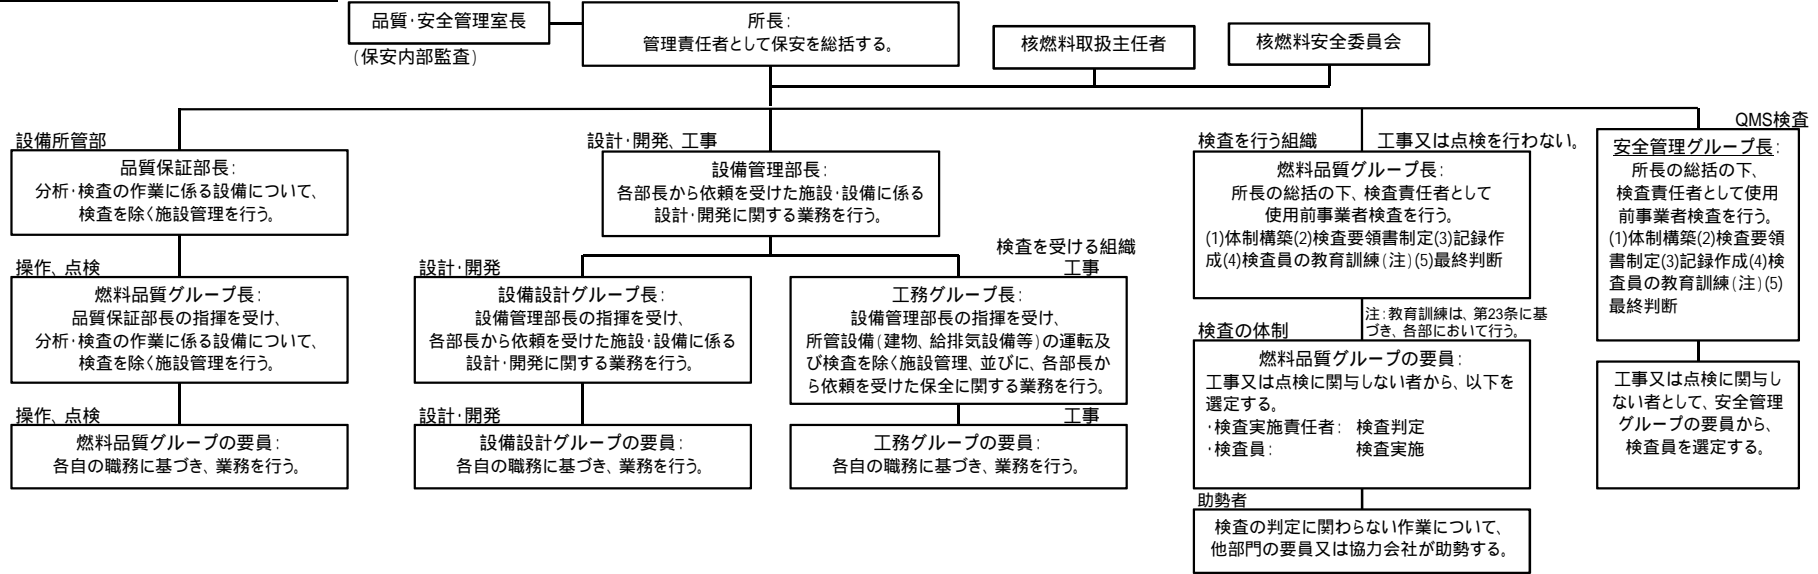 品質･安全管理室長
(保安内部監査)
所長:
管理責任者として保安を総括する。
核燃料取扱主任者
核燃料安全委員会
設備所管部
品質保証部長:
分析･検査の作業に係る設備について、
検査を除く施設管理を行う。
操作、点検
燃料品質グループ長:
品質保証部長の指揮を受け、
分析･検査の作業に係る設備について、
検査を除く施設管理を行う。
操作、点検
燃料品質グループの要員:
各自の職務に基づき、業務を行う。
設計･開発、工事
設備管理部長:
各部長から依頼を受けた施設･設備に係る
設計･開発に関する業務を行う。
検査を受ける組織
設計･開発
設備設計グループ長:
設備管理部長の指揮を受け、
各部長から依頼を受けた施設･設備に係る
設計･開発に関する業務を行う。
設計･開発
設備設計グループの要員:
各自の職務に基づき、業務を行う。
工事
工務グループ長:
設備管理部長の指揮を受け、
所管設備(建物、給排気設備等)の運転及
び検査を除く施設管理、並びに、各部長か
ら依頼を受けた保全に関する業務を行う。
工事
工務グループの要員:
各自の職務に基づき、業務を行う。
検査を行う組織
工事又は点検を行わない。
燃料品質グループ長:
所長の総括の下、検査責任者として
使用前事業者検査を行う。
(1)体制構築(2)検査要領書制定(3)記録作
成(4)検査員の教育訓練(注)(5)最終判断
注:教育訓練は、第23条に基
づき、各部において行う。
検査の体制
燃料品質グループの要員:
工事又は点検に関与しない者から、以下を
選定する。
･検査実施責任者: 検査判定
･検査員: 検査実施
助勢者
検査の判定に関わらない作業について、
他部門の要員又は協力会社が助勢する。
QMS検査
安全管理グループ長:
所長の総括の下、
検査責任者として使用
前事業者検査を行う。
(1)体制構築(2)検査要領
書制定(3)記録作成(4)検
査員の教育訓練(注)(5)
最終判断
工事又は点検に関与し
ない者として、安全管理
グループの要員から、
検査員を選定する。